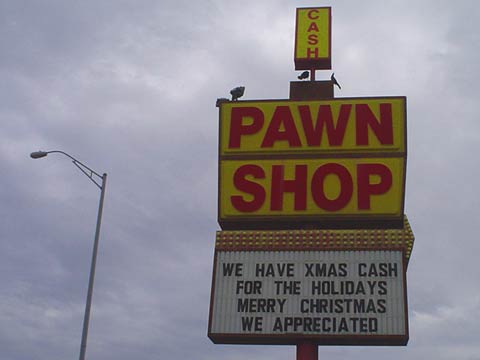 CASH
PAWN
SHOP
WE HAVE XMAS CASH
FOR THE HOLIDAYS
MERRY CHRISTMAS
WE APPRECIATED